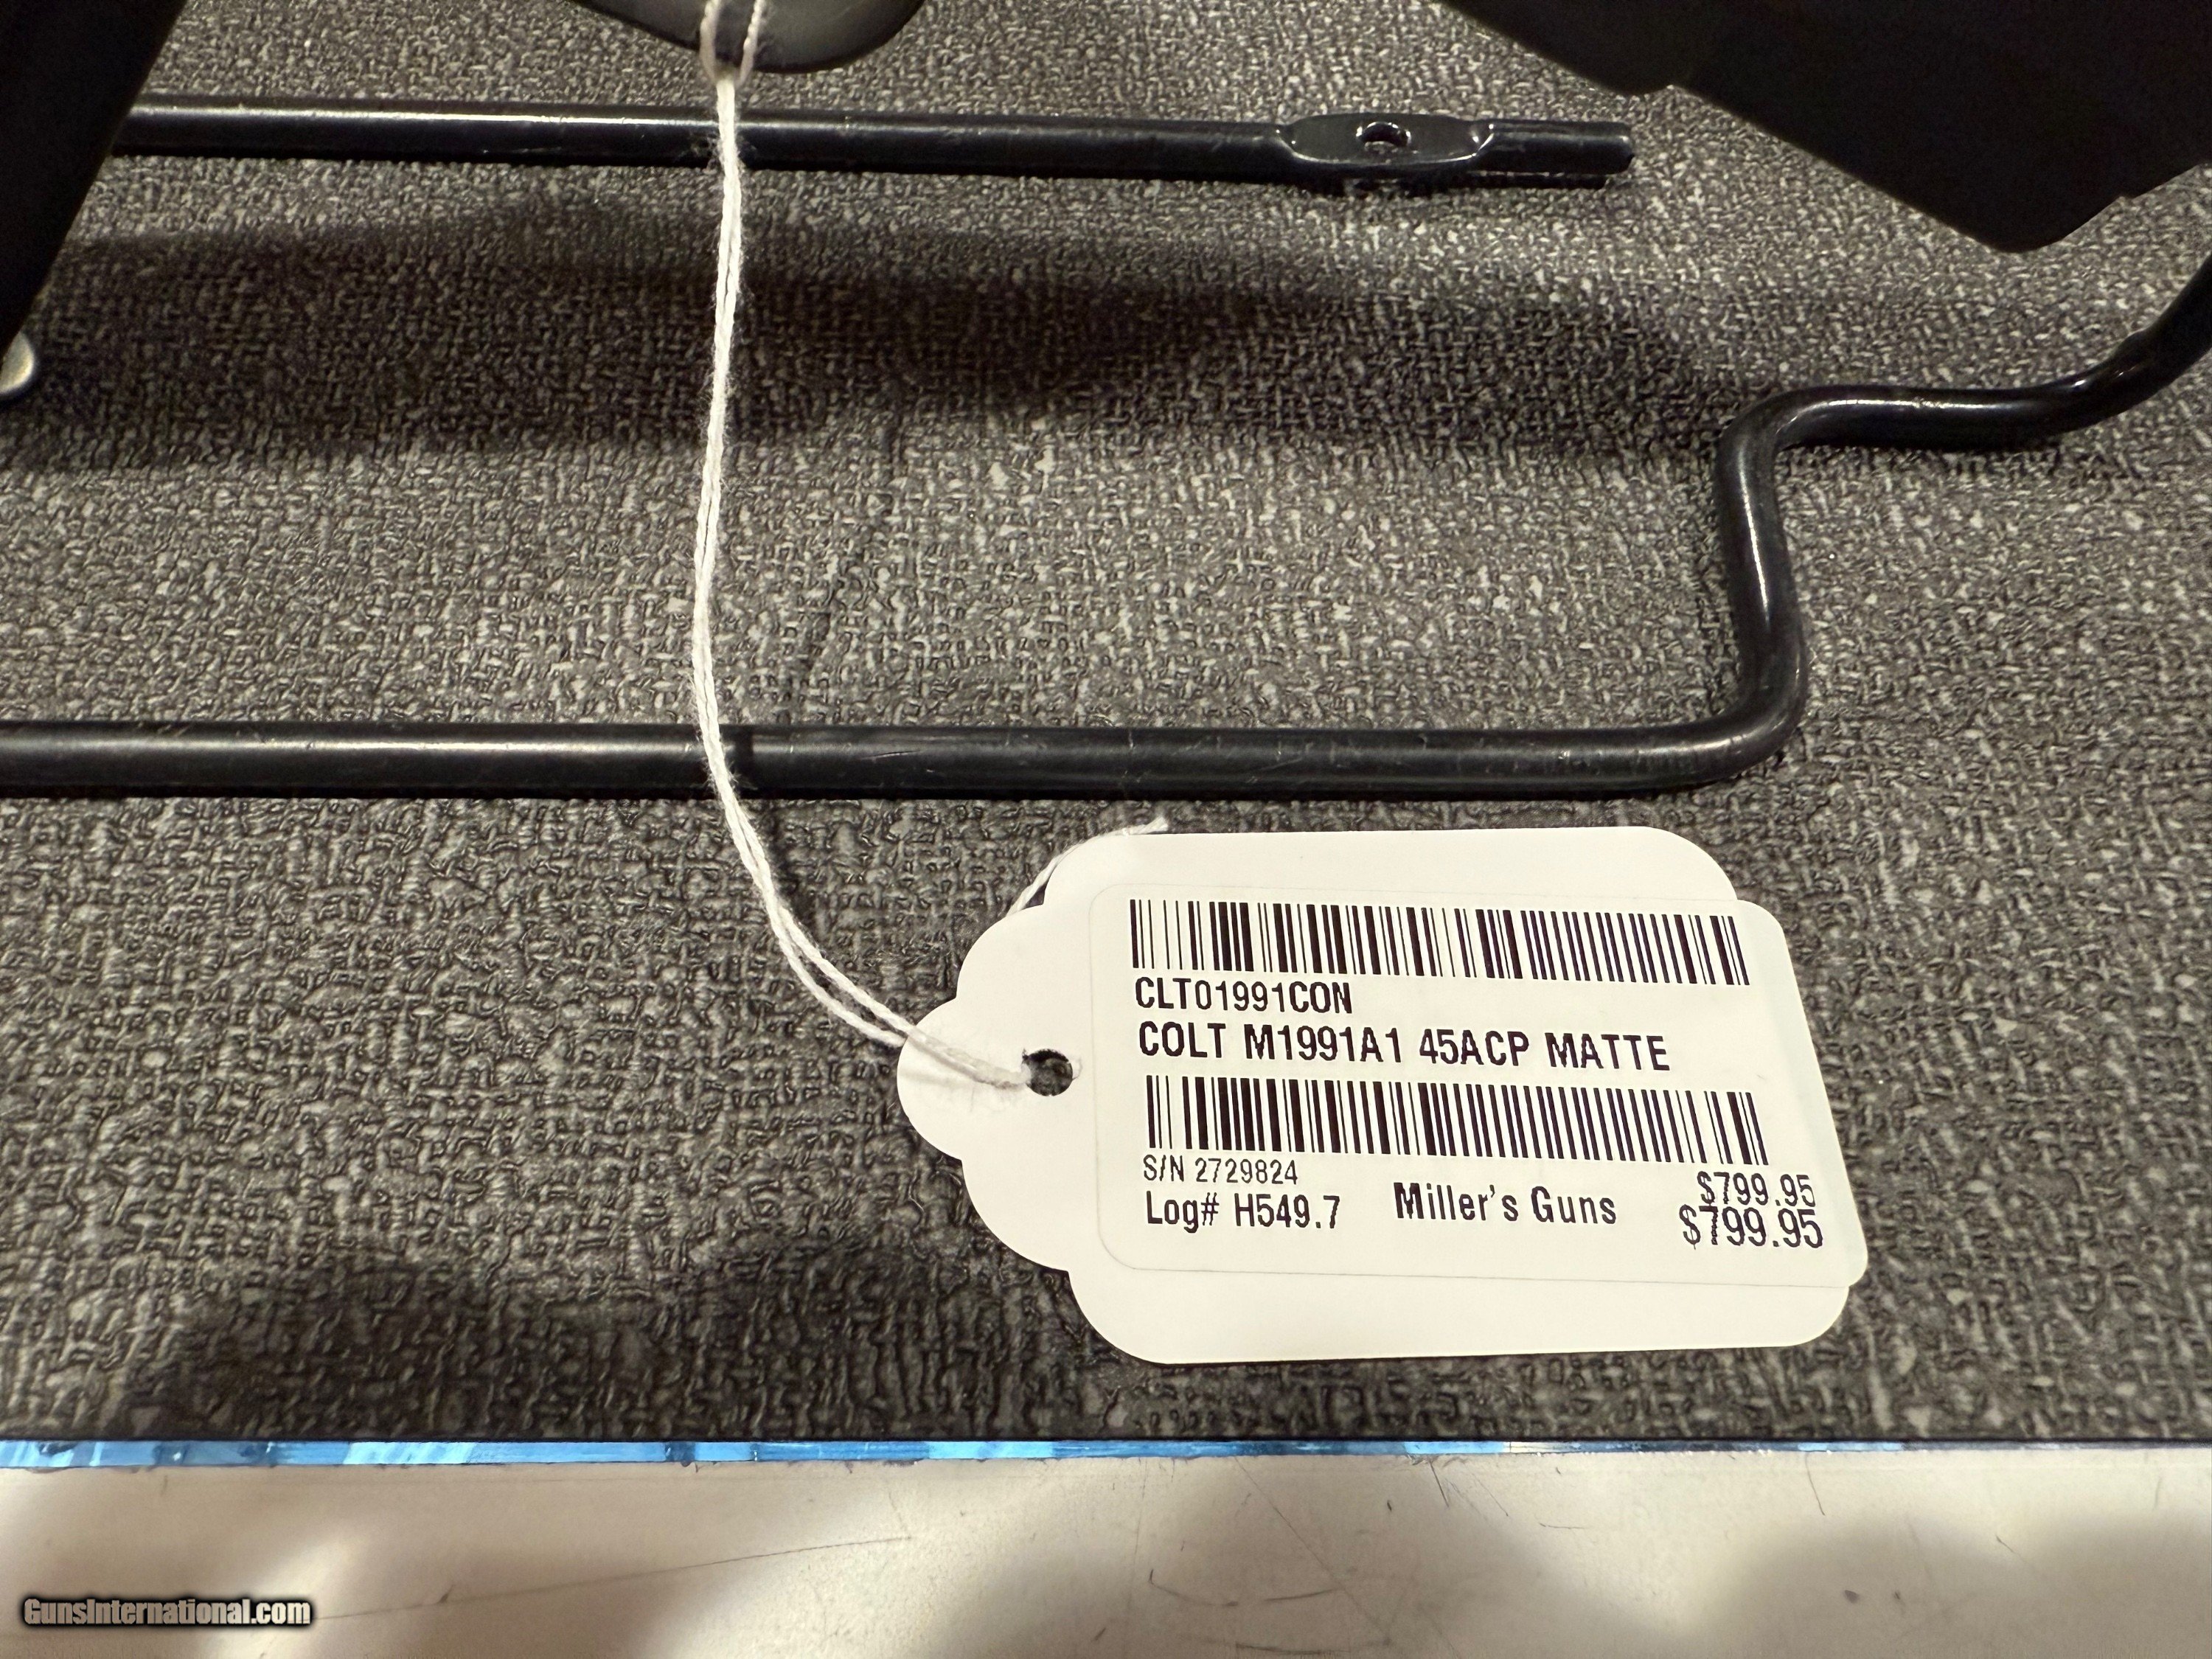 CLT01991CON
COLT M1991A1 45ACP MATTE
S/N 2729824
$799.95
Log# H549.7
Miller's Guns
$799.95
GunsInternational.com